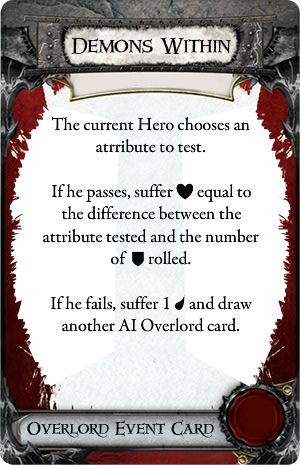 Demons Within
The current Hero chooses an
atrribute to test.
If he passes, suffer equal to
the difference between the
attribute tested and the number
of rolled.
If he fails, suffer 1 and draw
another AI Overlord card.
Overlord Event Card